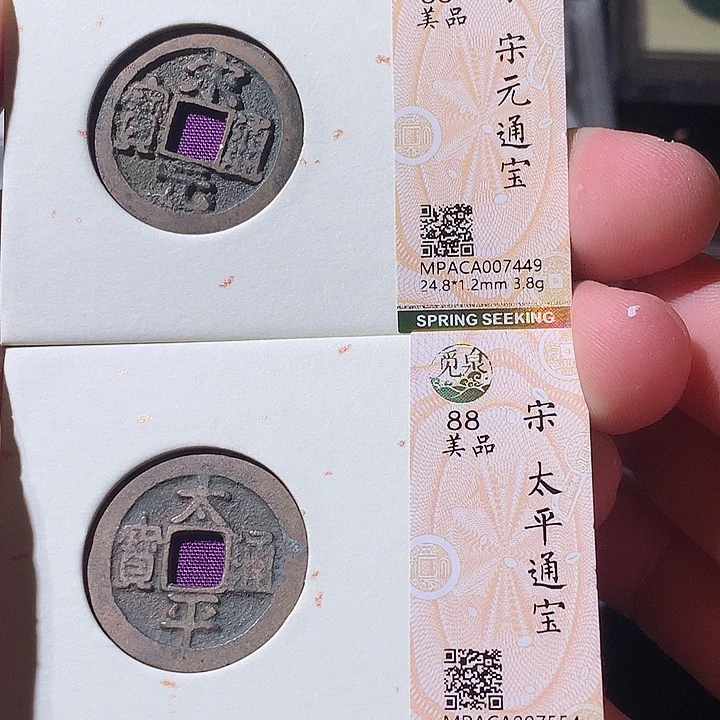 美品
宋元通宝
MPACA007449
24.8*1.2mm 3.8g
SPRING SEEKING
宋元通寶
觅泉
88
美品
宋 太平通宝
太平通寶